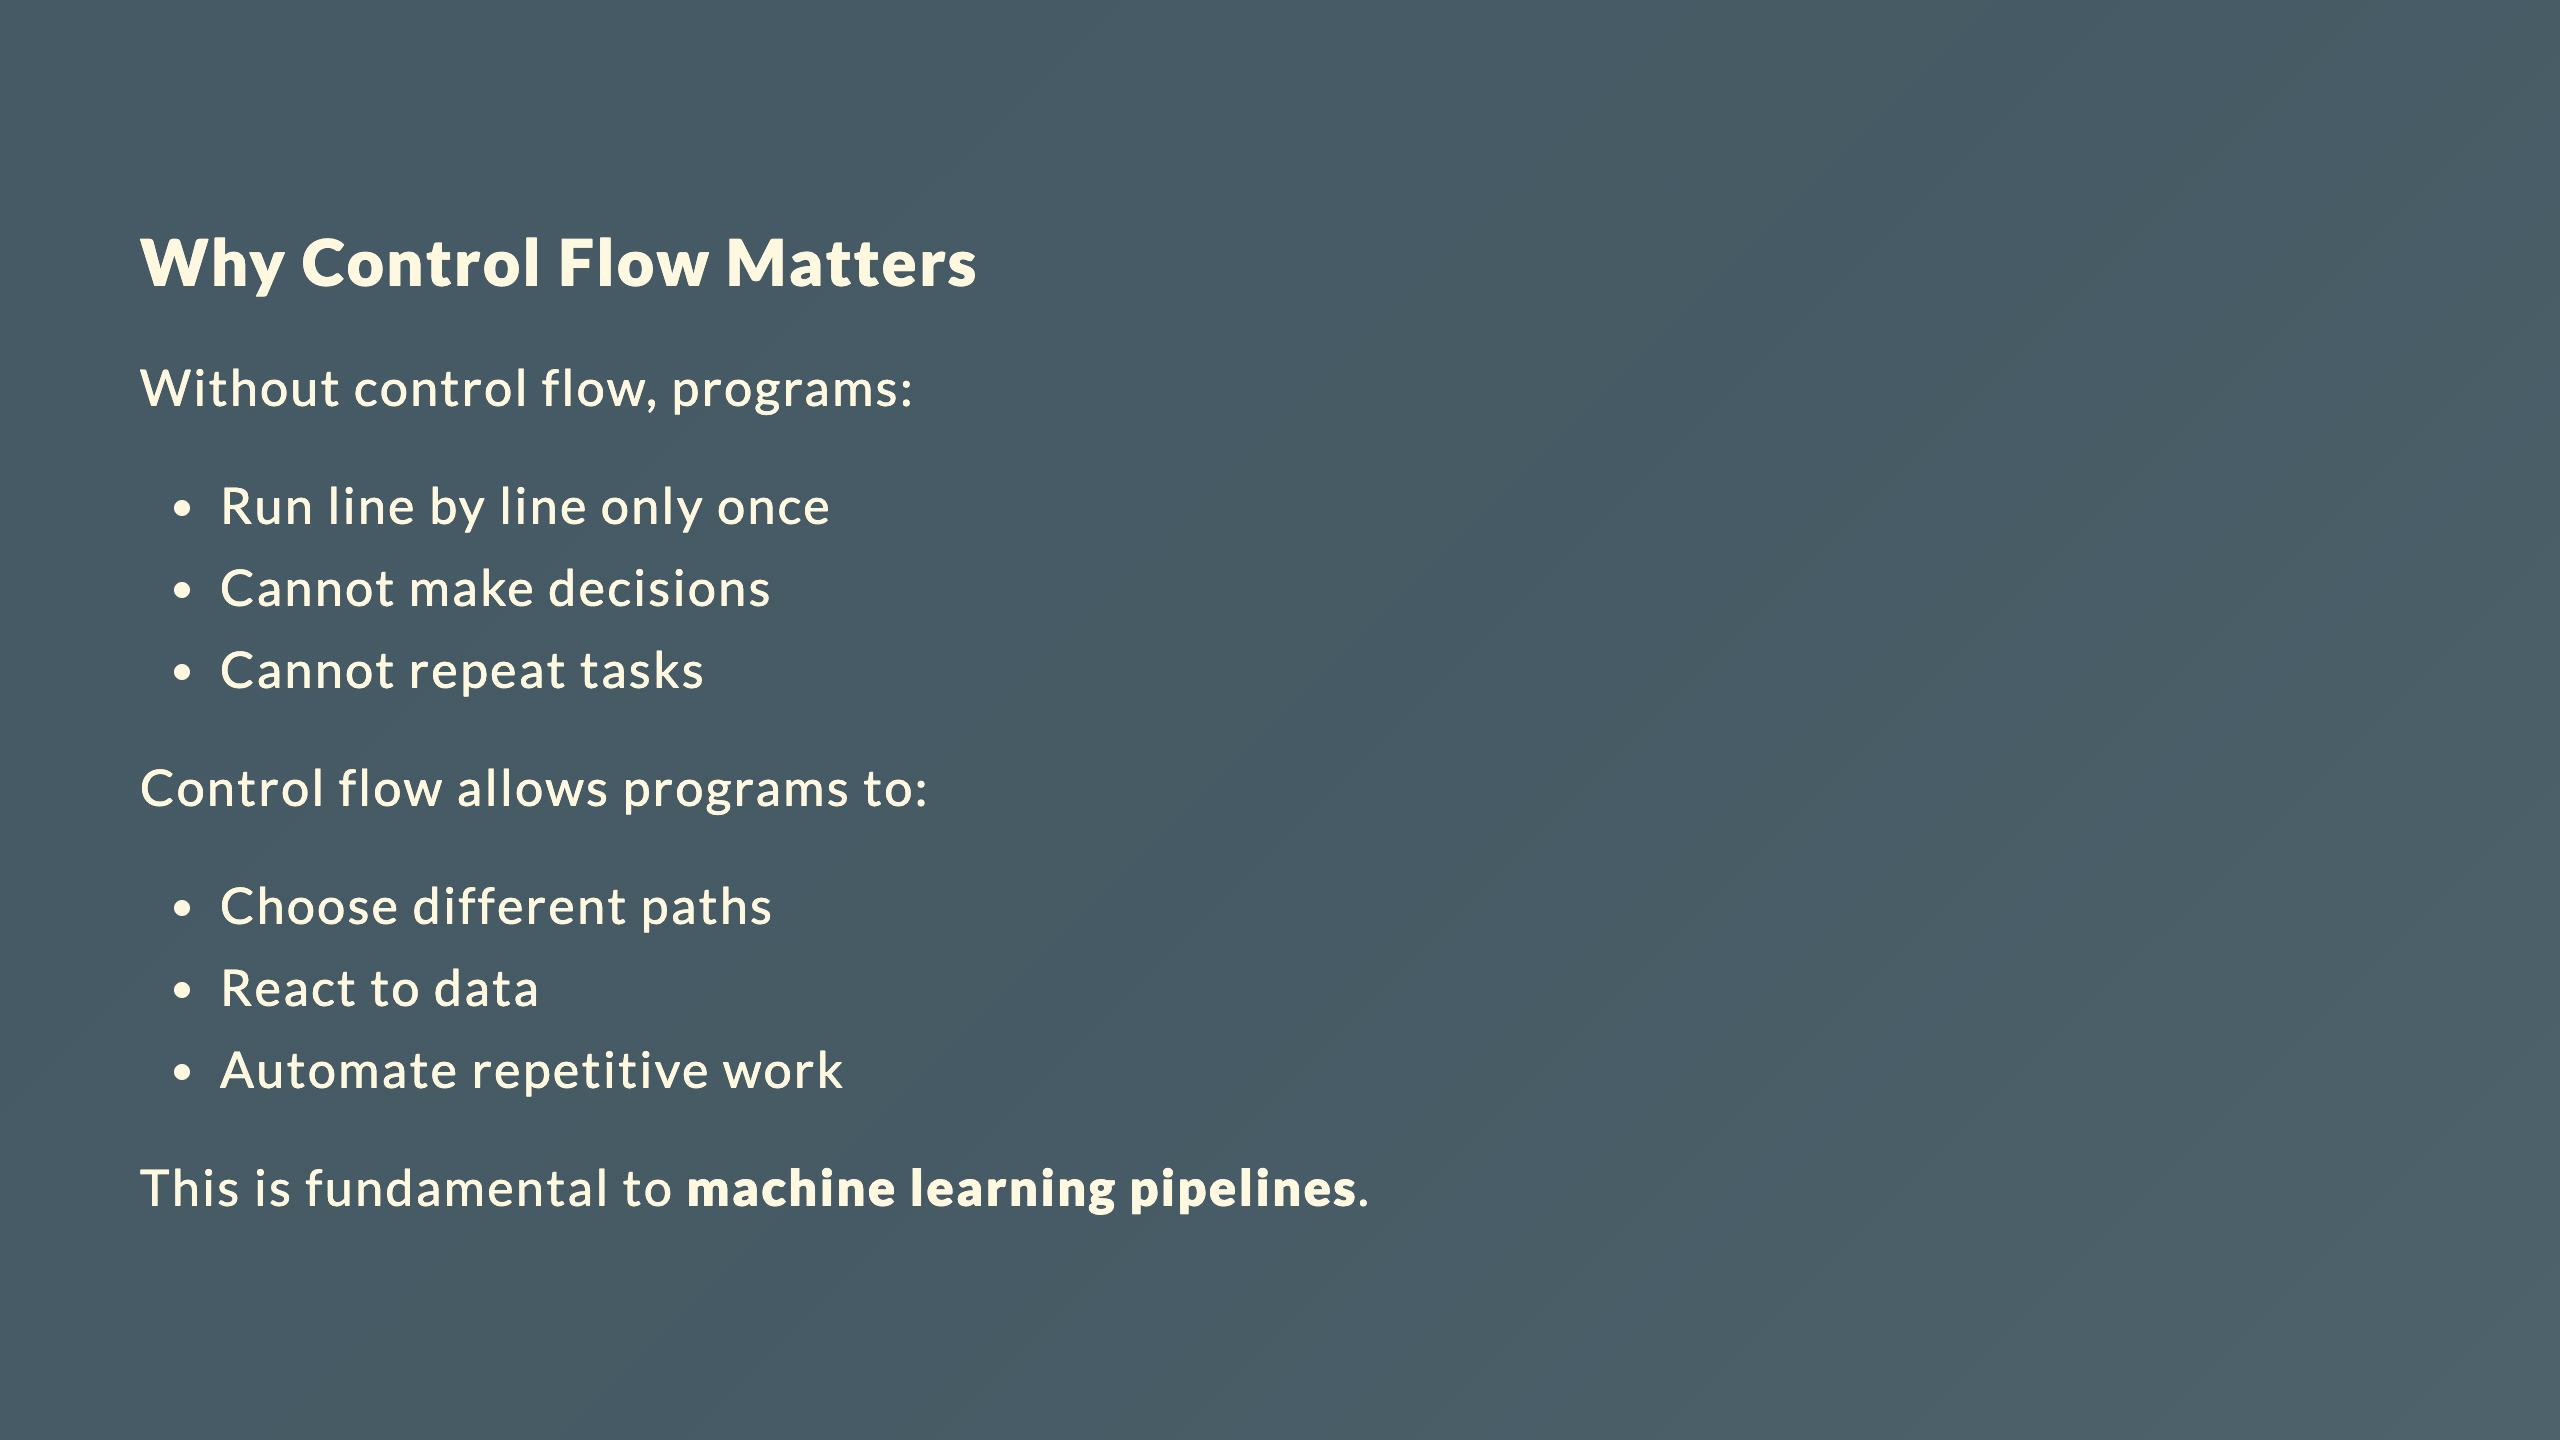 Why Control Flow Matters
Without control flow, programs:
• Run line by line only once
• Cannot make decisions
• Cannot repeat tasks
Control flow allows programs to:
• Choose different paths
• React to data
• Automate repetitive work
This is fundamental to machine learning pipelines.